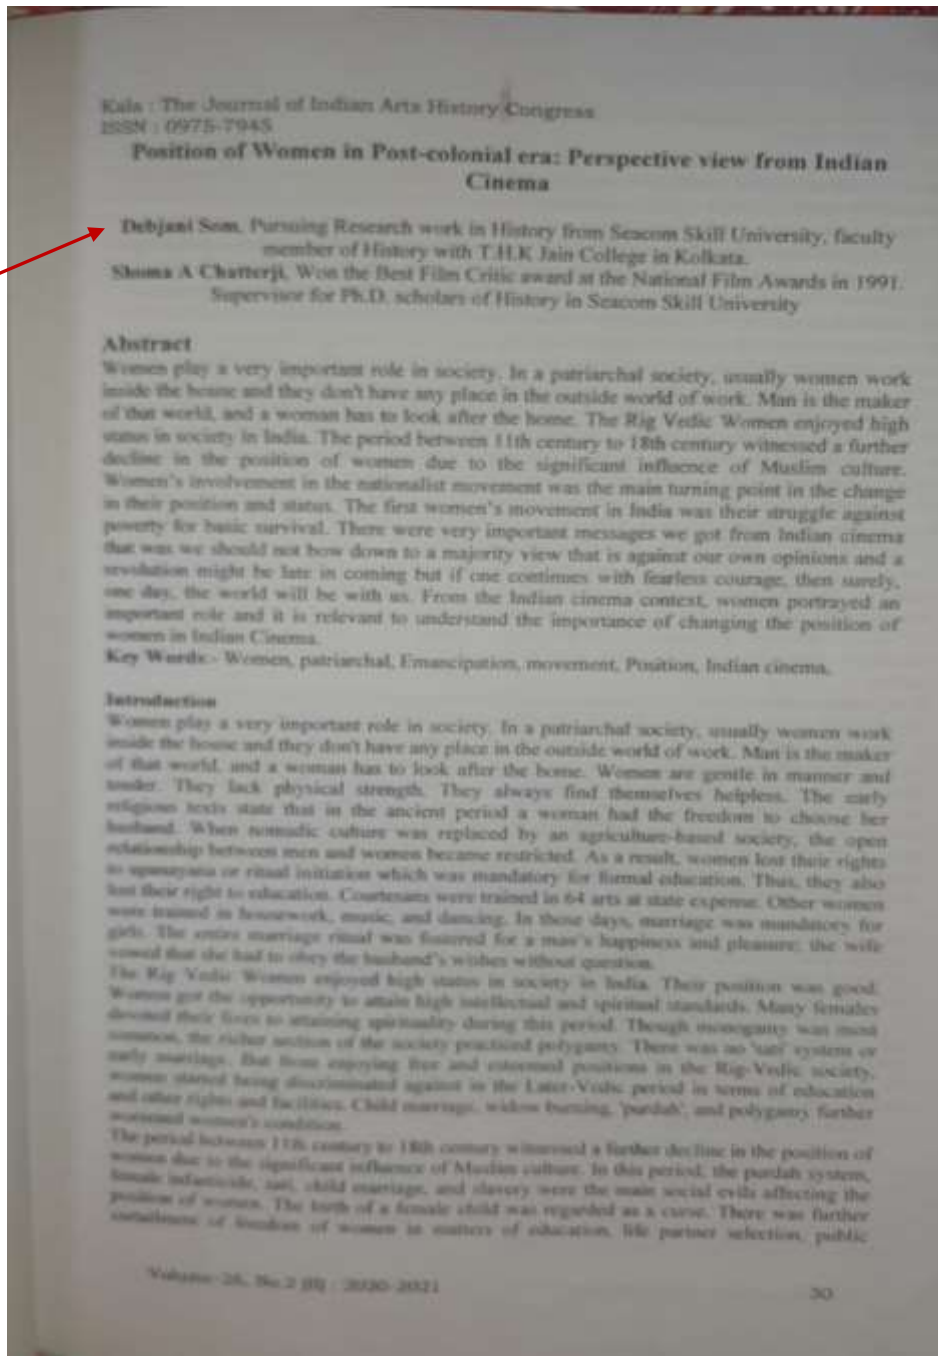 Kala : The Journal of Indian Arts History Congress
ISSN : 0975-7945
Position of Women in Post-colonial era: Perspective view from Indian
Cinema
Debjani Som, Pursuing Research work in History from Seacom Skill University, faculty
member of History with T.H.K Jain College in Kolkata.
Shoma A Chatterji, Won the Best Film Critic award at the National Film Awards in 1991.
Supervisor for Ph.D. scholars of History in Seacom Skill University
Abstract
Women play a very important role in society. In a patriarchal society, usually women work
inside the house and they don't have any place in the outside world of work. Man is the maker
of that world, and a woman has to look after the home. The Rig Vedic Women enjoyed high
status in society in India. The period between 11th century to 18th century witnessed a further
decline in the position of women due to the significant influence of Muslim culture.
Women's involvement in the nationalist movement was the main turning point in the change
in their position and status. The first women's movement in India was their struggle against
poverty for basic survival. There were very important messages we got from Indian cinema
that was we should not bow down to a majority view that is against our own opinions and a
revolution might be late in coming but if one continues with fearless courage, then surely,
one day, the world will be with us. From the Indian cinema context, women portrayed an
important role and it is relevant to understand the importance of changing the position of
women in Indian Cinema.
Key Words:- Women, patriarchal, Emancipation, movement, Position, Indian cinema.
Introduction
Women play a very important role in society. In a patriarchal society, usually women work
inside the house and they don't have any place in the outside world of work. Man is the maker
of that world, and a woman has to look after the home. Women are gentle in manner and
tender. They lack physical strength. They always find themselves helpless. The early
religious texts state that in the ancient period a woman had the freedom to choose her
husband. When nomadic culture was replaced by an agriculture-based society, the open
relationship between men and women became restricted. As a result, women lost their rights
to upanayana or ritual initiation which was mandatory for formal education. Thus, they also
lost their right to education. Courtesans were trained in 64 arts at state expense. Other women
were trained in housework, music, and dancing. In those days, marriage was mandatory for
girls. The entire marriage ritual was fostered for a man's happiness and pleasure; the wife
vowed that she had to obey the husband's wishes without question.
The Rig Vedic Women enjoyed high status in society in India. Their position was good.
Women got the opportunity to attain high intellectual and spiritual standards. Many females
devoted their lives to attaining spirituality during this period. Though monogamy was most
common, the richer section of the society practiced polygamy. There was no 'sati' system or
early marriage. But from enjoying free and esteemed positions in the Rig-Vedic society,
women started being discriminated against in the Later-Vedic period in terms of education
and other rights and facilities. Child marriage, widow burning, 'purdah', and polygamy further
worsened women's condition.
The period between 11th century to 18th century witnessed a further decline in the position of
women due to the significant influence of Muslim culture. In this period, the purdah system,
female infanticide, sati, child marriage, and slavery were the main social evils affecting the
position of women. The birth of a female child was regarded as a curse. There was further
curtailment of freedom of women in matters of education, life partner selection, public
Volume-26, No.2 (II) : 2020-2021
30